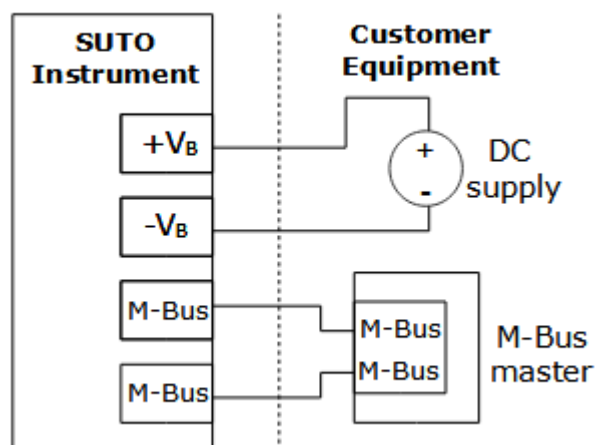 SUTO
Instrument
Customer
Equipment
+VB
-VB
+
-
DC
supply
M-Bus
M-Bus
M-Bus
M-Bus
M-Bus
master